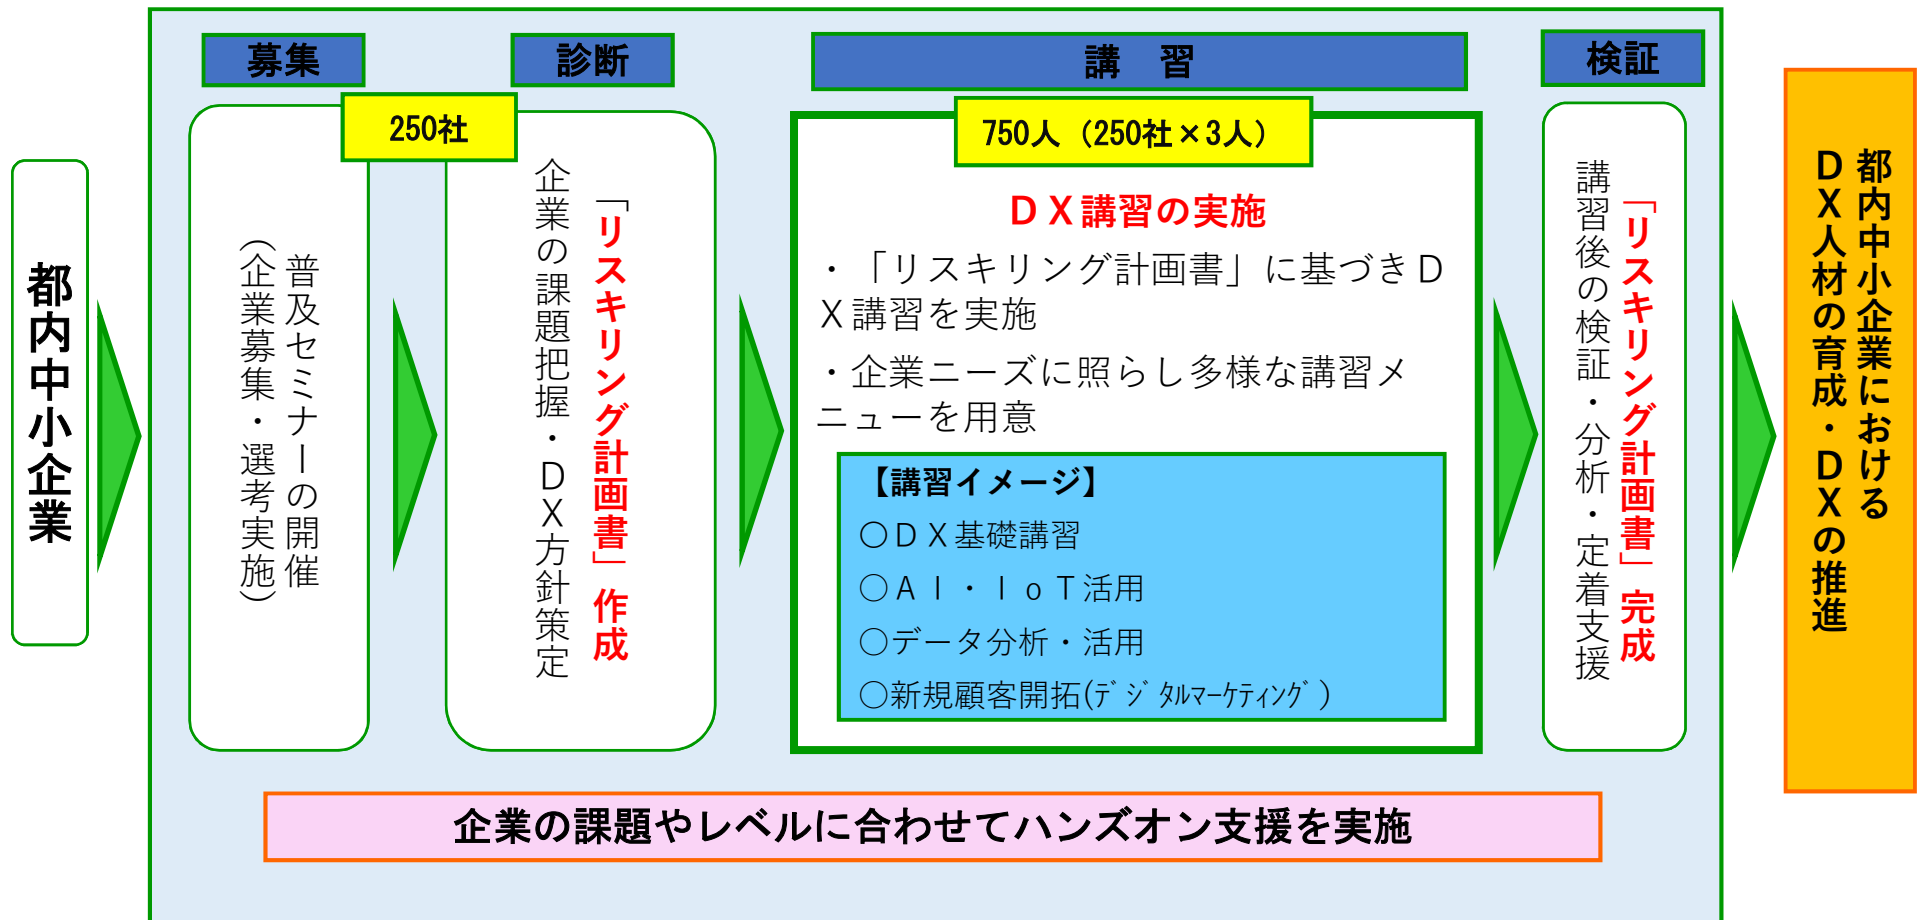 都内中小企業
募集
250社
普及セミナーの開催
(企業募集・選考実施)
診断
「リスキリング計画書」作成
企業の課題把握・ＤＸ方針策定
講　習
750人（250社×3人）
ＤＸ講習の実施
・「リスキリング計画書」に基づきＤ
Ｘ講習を実施
・企業ニーズに照らし多様な講習メ
ニューを用意
【講習イメージ】
○ＤＸ基礎講習
○ＡＩ・ＩｏＴ活用
○データ分析・活用
○新規顧客開拓(ﾃﾞｼﾞﾀﾙﾏｰｹﾃｨﾝｸﾞ)
検証
「リスキリング計画書」完成
講習後の検証・分析・定着支援
企業の課題やレベルに合わせてハンズオン支援を実施
都内中小企業における
ＤＸ人材の育成・ＤＸの推進